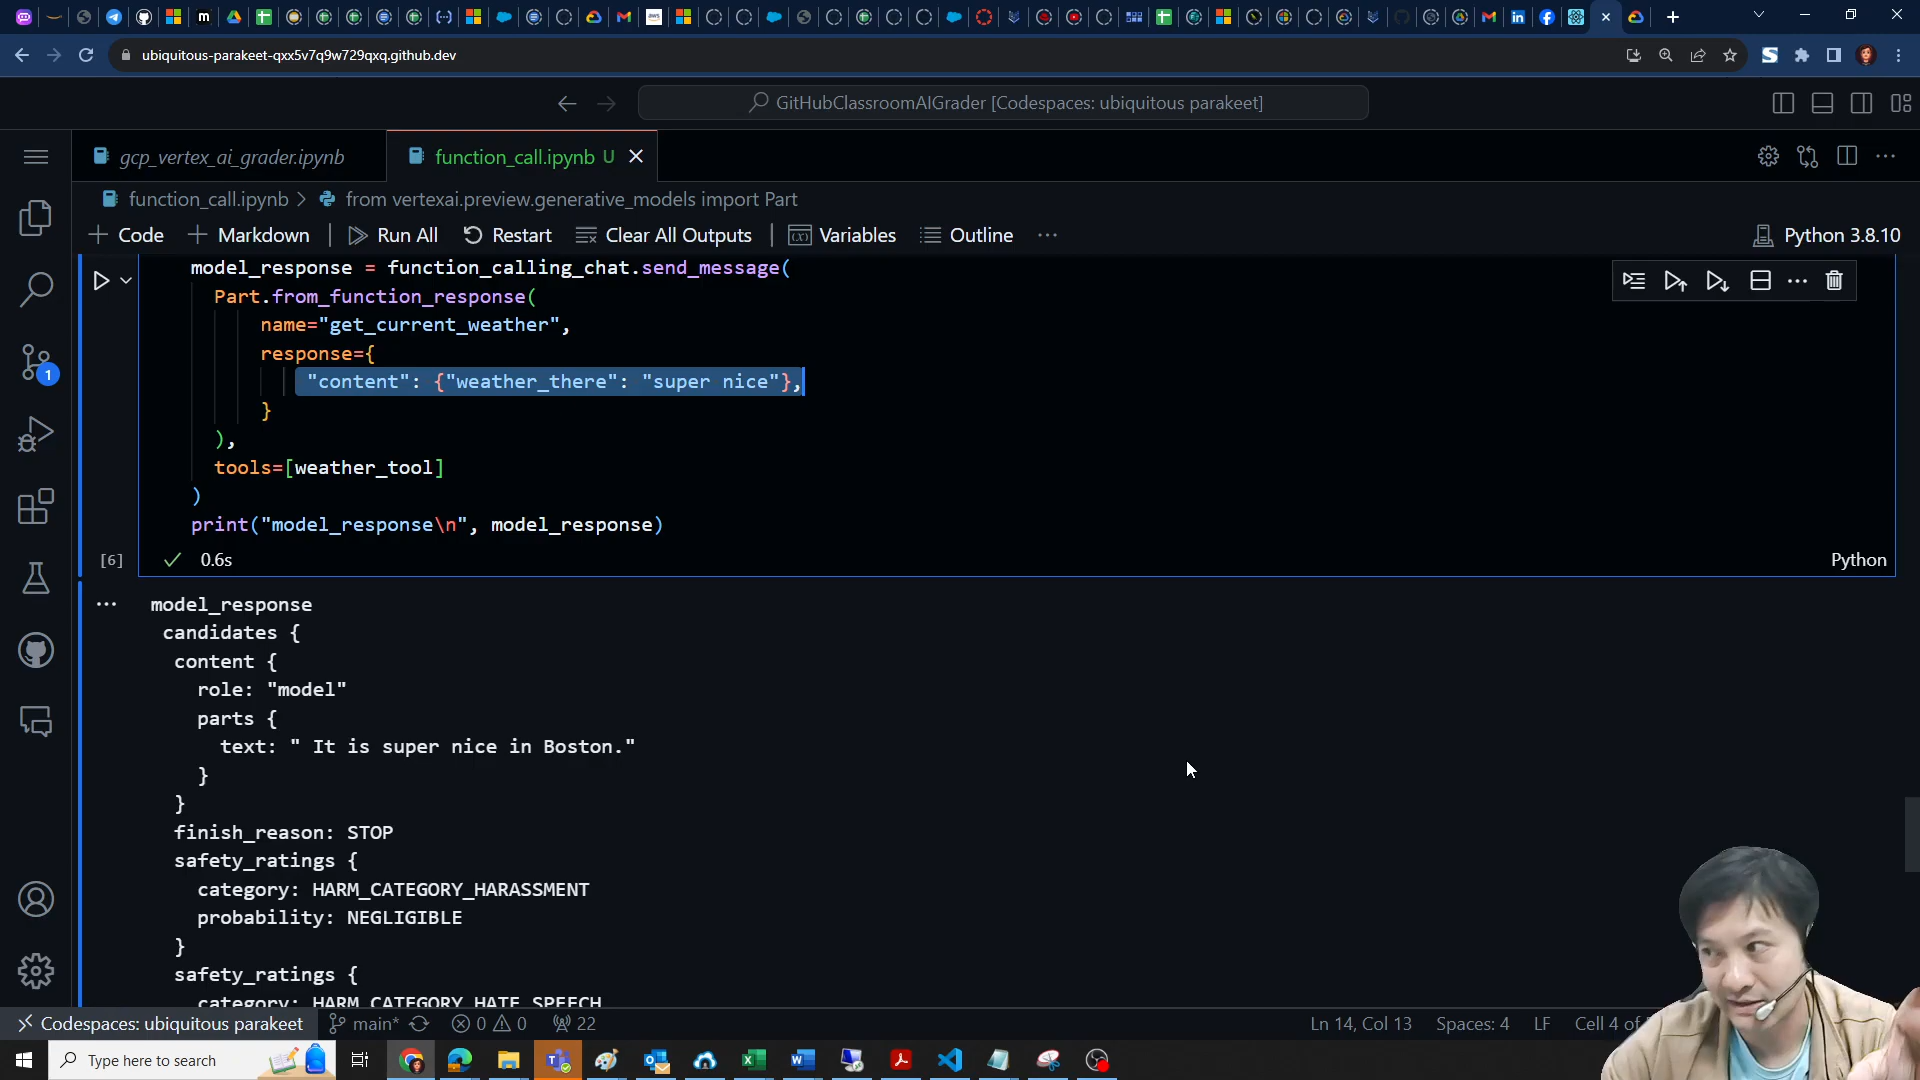 ubiquitous-parakeet-qxx5v7q9w729qxq.github.dev
GitHubClassroomAIGrader [Codespaces: ubiquitous parakeet]
gcp_vertex_ai_grader.ipynb
function_call.ipynb U
function_call.ipynb > from vertexai.preview.generative_models import Part
+ Code + Markdown Run All Restart Clear All Outputs Variables Outline ... Python 3.8.10
model_response = function_calling_chat.send_message(
Part.from_function_response(
name="get_current_weather",
response={
"content": {"weather_there": "super nice"},
}
),
tools=[weather_tool]
)
print("model_response\n", model_response)
[6] 0.6s Python
model_response
candidates {
content {
role: "model"
parts {
text: " It is super nice in Boston."
}
}
finish_reason: STOP
safety_ratings {
category: HARM_CATEGORY_HARASSMENT
probability: NEGLIGIBLE
}
safety_ratings {
category: HARM_CATEGORY_HATE_SPEECH
1
Codespaces: ubiquitous parakeet main* 0 0 22 Ln 14, Col 13 Spaces: 4 LF Cell 4 of
Type here to search